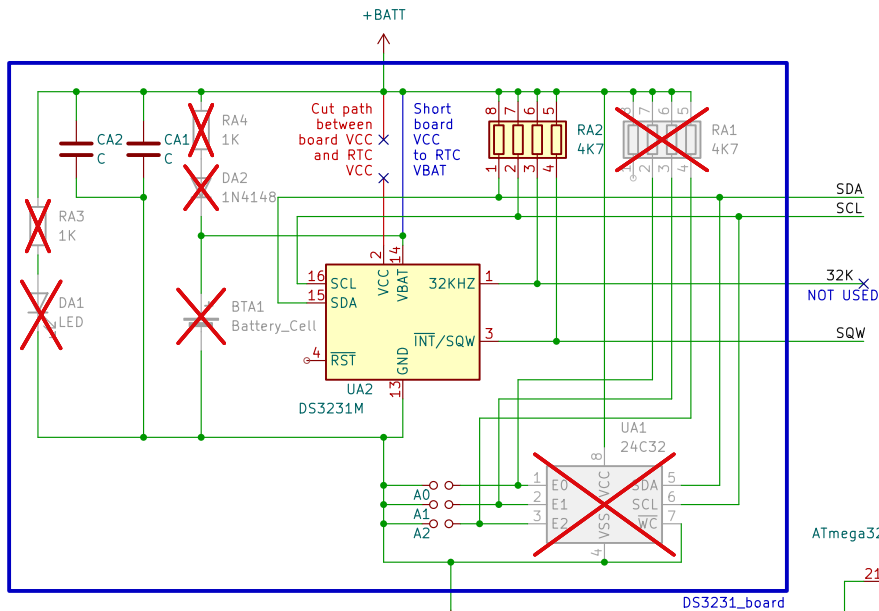 +BATT
Cut path
between
board VCC
and RTC
VCC
Short
board
VCC
to RTC
VBAT
CA2
C
CA1
C
RA4
1K
DA2
1N4148
8 7 6 5
RA2
4K7
1 2 3 4
8 7 6 5
RA1
4K7
1 2 3 4
SDA
SCL
RA3
1K
DA1
LED
BTA1
Battery_Cell
2
14
16
SCL
15
SDA
VCC
VBAT
32KHZ
1
32K
NOT USED
INT/SQW
3
SQW
4
RST
GND
13
UA2
DS3231M
UA1
24C32
8
A0
A1
A2
1
E0
2
E1
3
E2
VCC
VSS
SDA
5
SCL
6
WC
7
4
ATmega32
21
DS3231_board